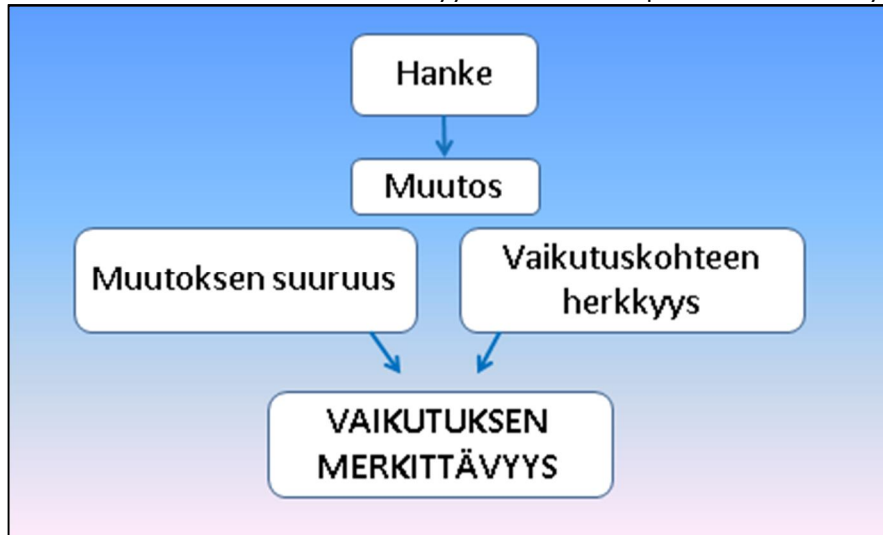 Hanke
Muutos
Muutoksen suuruus
Vaikutuskohteen
herkkyys
VAIKUTUKSEN
MERKITTÄVYYS